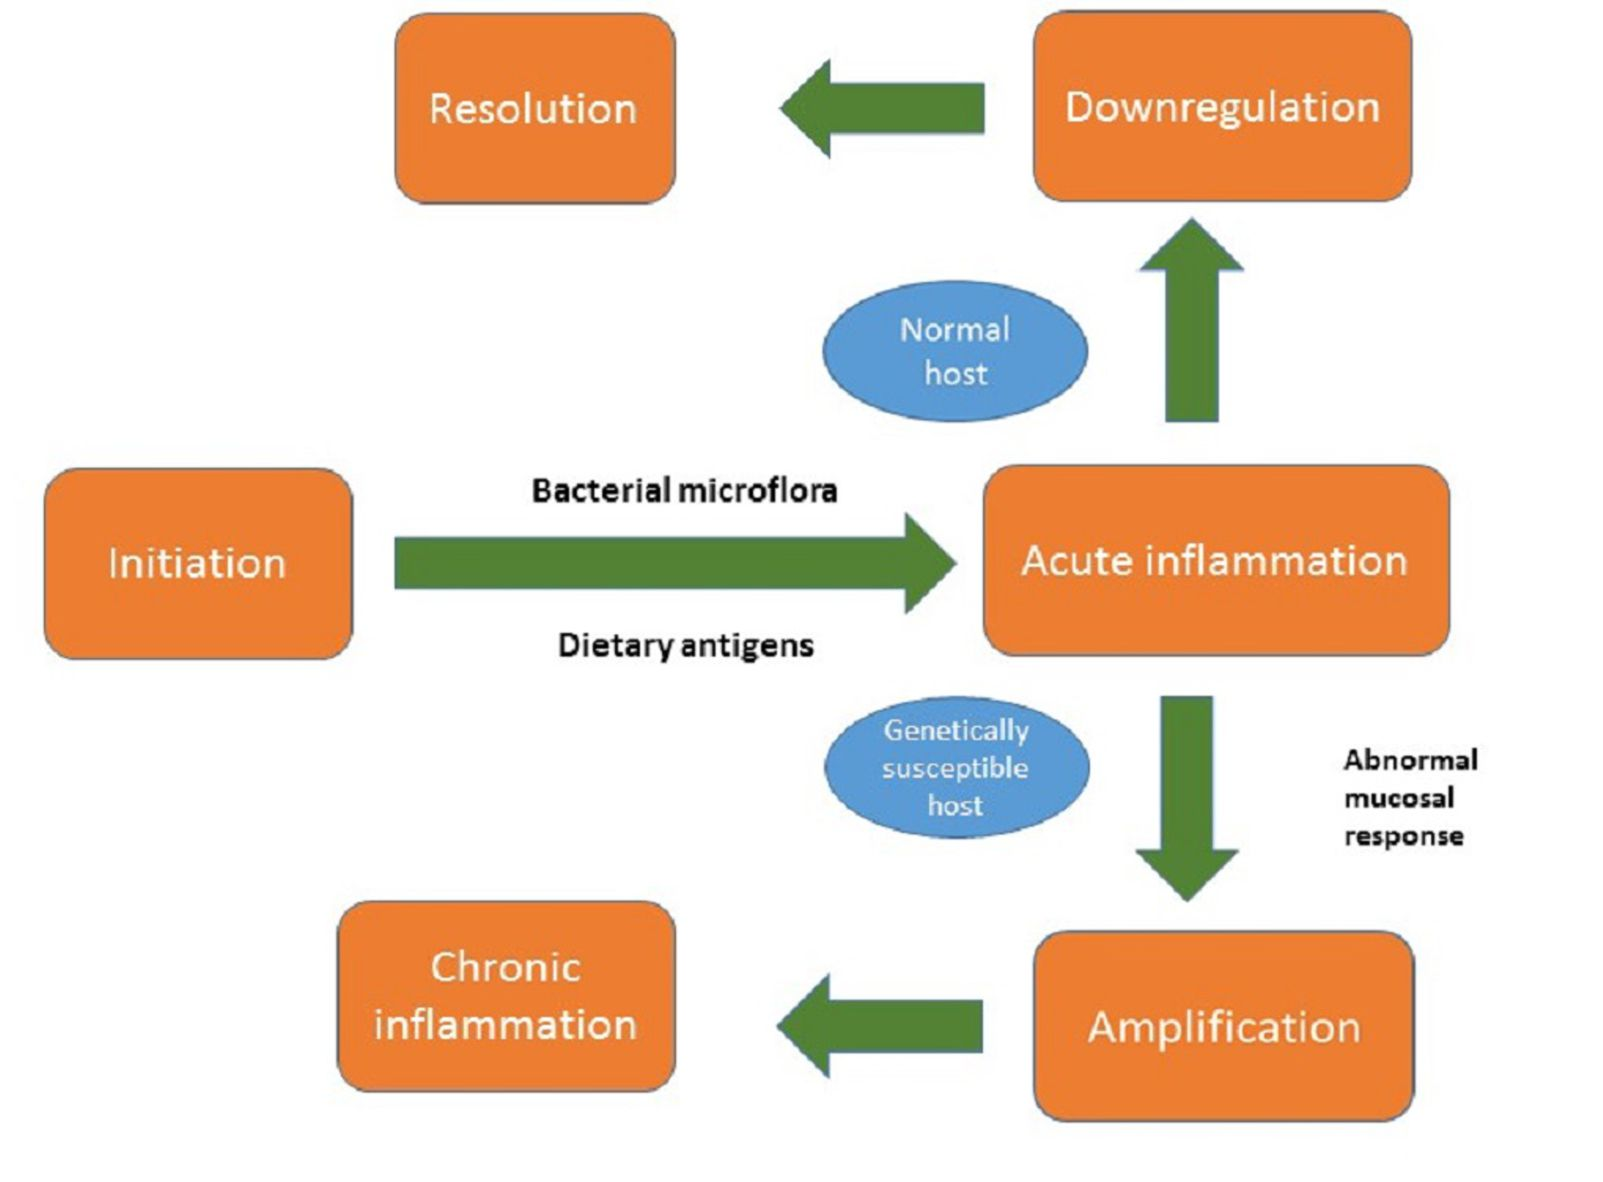 Resolution
Downregulation
Normal
host
Bacterial microflora
Initiation
Acute inflammation
Dietary antigens
Genetically
susceptible
host
Abnormal
mucosal
response
Chronic
inflammation
Amplification